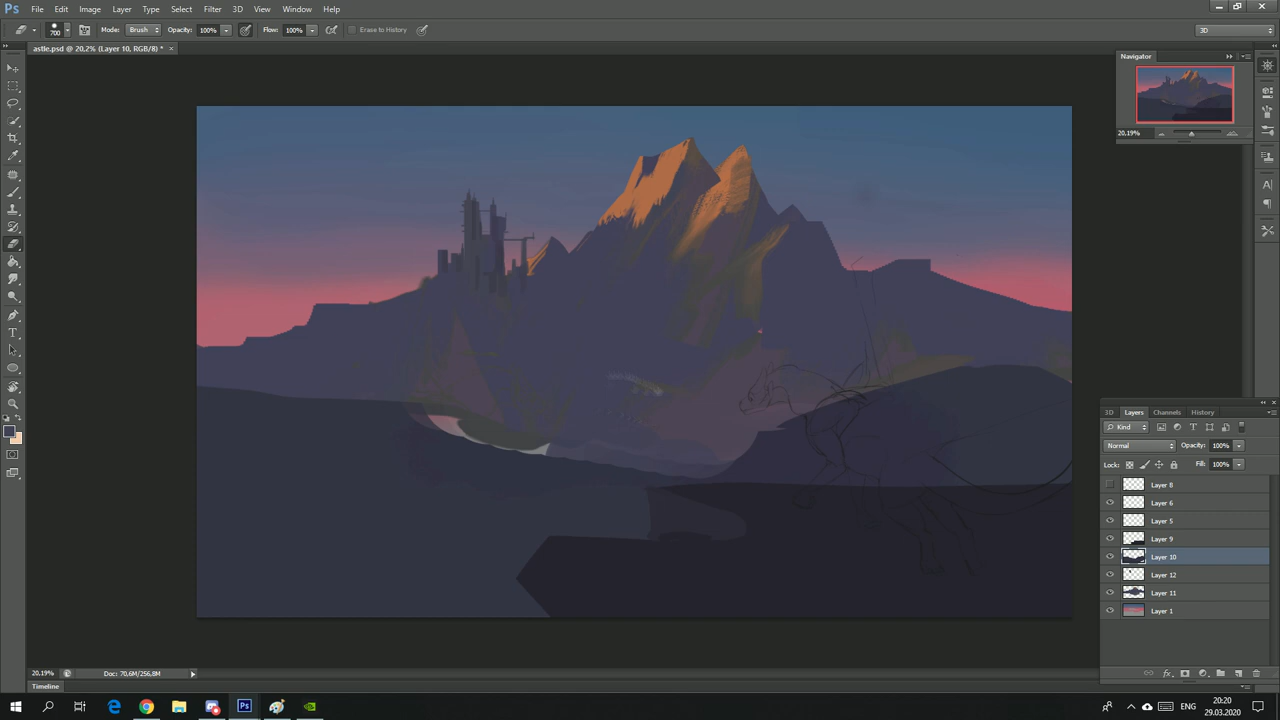 Ps File Edit Image Layer Type Select Filter 3D View Window Help
700 Mode: Brush Opacity: 100% Flow: 100% Erase to History 3D
astle.psd @ 20,2% (Layer 10, RGB/8) * ×
Navigator
20,19%
3D Layers Channels History
Kind
Normal Opacity: 100%
Lock: Fill: 100%
Layer 8
Layer 6
Layer 5
Layer 9
Layer 10
Layer 12
Layer 11
Layer 1
20,19% Doc: 70,6M/256,8M
Timeline
Ps ENG 20:20
29.03.2020